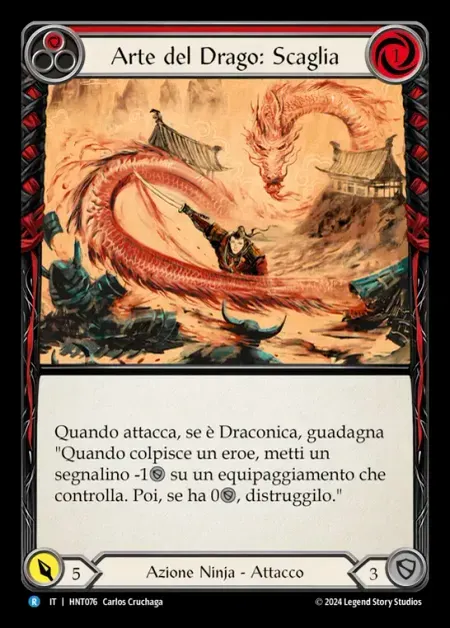 Arte del Drago: Scaglia
1
Quando attacca, se è Draconica, guadagna
"Quando colpisce un eroe, metti un
segnalino -1 su un equipaggiamento che
controlla. Poi, se ha 0, distruggilo."
5
Azione Ninja - Attacco
3
R | IT | HNT076 Carlos Cruchaga
© 2024 Legend Story Studios